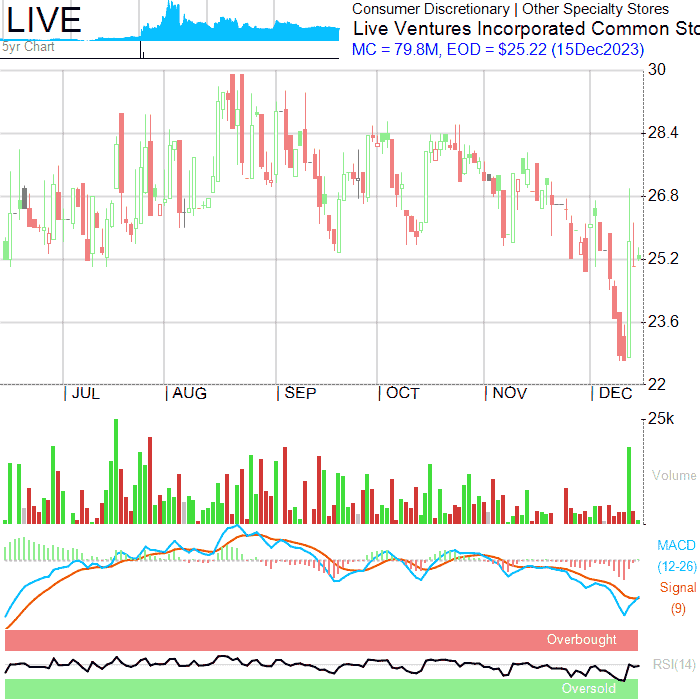 LIVE
5yr Chart
Consumer Discretionary | Other Specialty Stores
Live Ventures Incorporated Common Sto
MC = 79.8M, EOD = $25.22 (15Dec2023)
30
28.4
26.8
25.2
23.6
22
| JUL | AUG | SEP | OCT | NOV | DEC
25k
Volume
MACD
(12-26)
Signal
(9)
Overbought
RSI(14)
Oversold